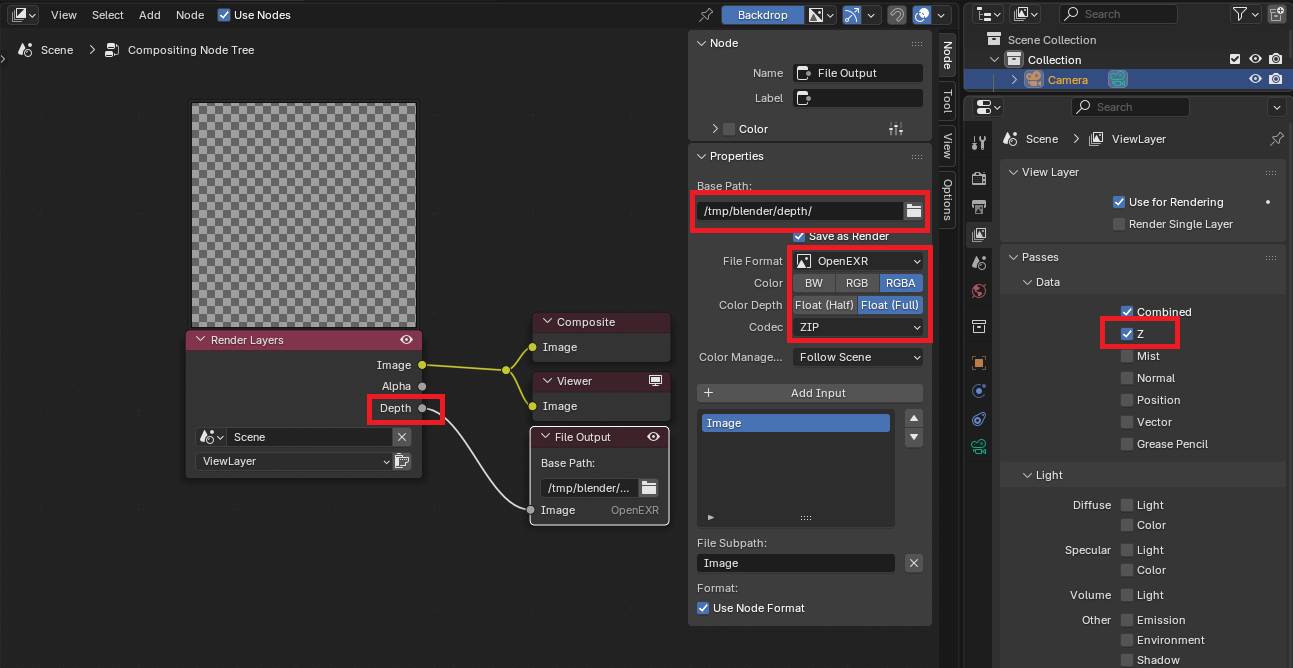 View Select Add Node Use Nodes
Backdrop
Scene > Compositing Node Tree
Render Layers
Image
Alpha
Depth
Scene
ViewLayer
Composite
Image
Viewer
Image
File Output
Base Path:
/tmp/blender/...
Image OpenEXR
Node
Name File Output
Label
Color
Properties
Base Path:
/tmp/blender/depth/
Save as Render
File Format OpenEXR
Color BW RGB RGBA
Color Depth Float (Half) Float (Full)
Codec ZIP
Color Manage... Follow Scene
Add Input
Image
File Subpath:
Image
Format:
Use Node Format
Node
Tool
View
Options
Search
Scene Collection
Collection
Camera
Search
Scene > ViewLayer
View Layer
Use for Rendering
Render Single Layer
Passes
Data
Combined
Z
Mist
Normal
Position
Vector
Grease Pencil
Light
Diffuse Light
Color
Specular Light
Color
Volume Light
Other Emission
Environment
Shadow